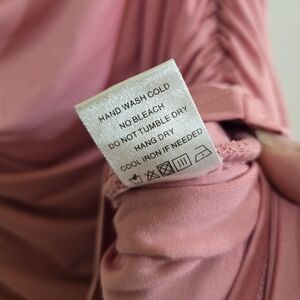 HAND WASH COLD
NO BLEACH
DO NOT TUMBLE DRY
HANG DRY
COOL IRON IF NEEDED